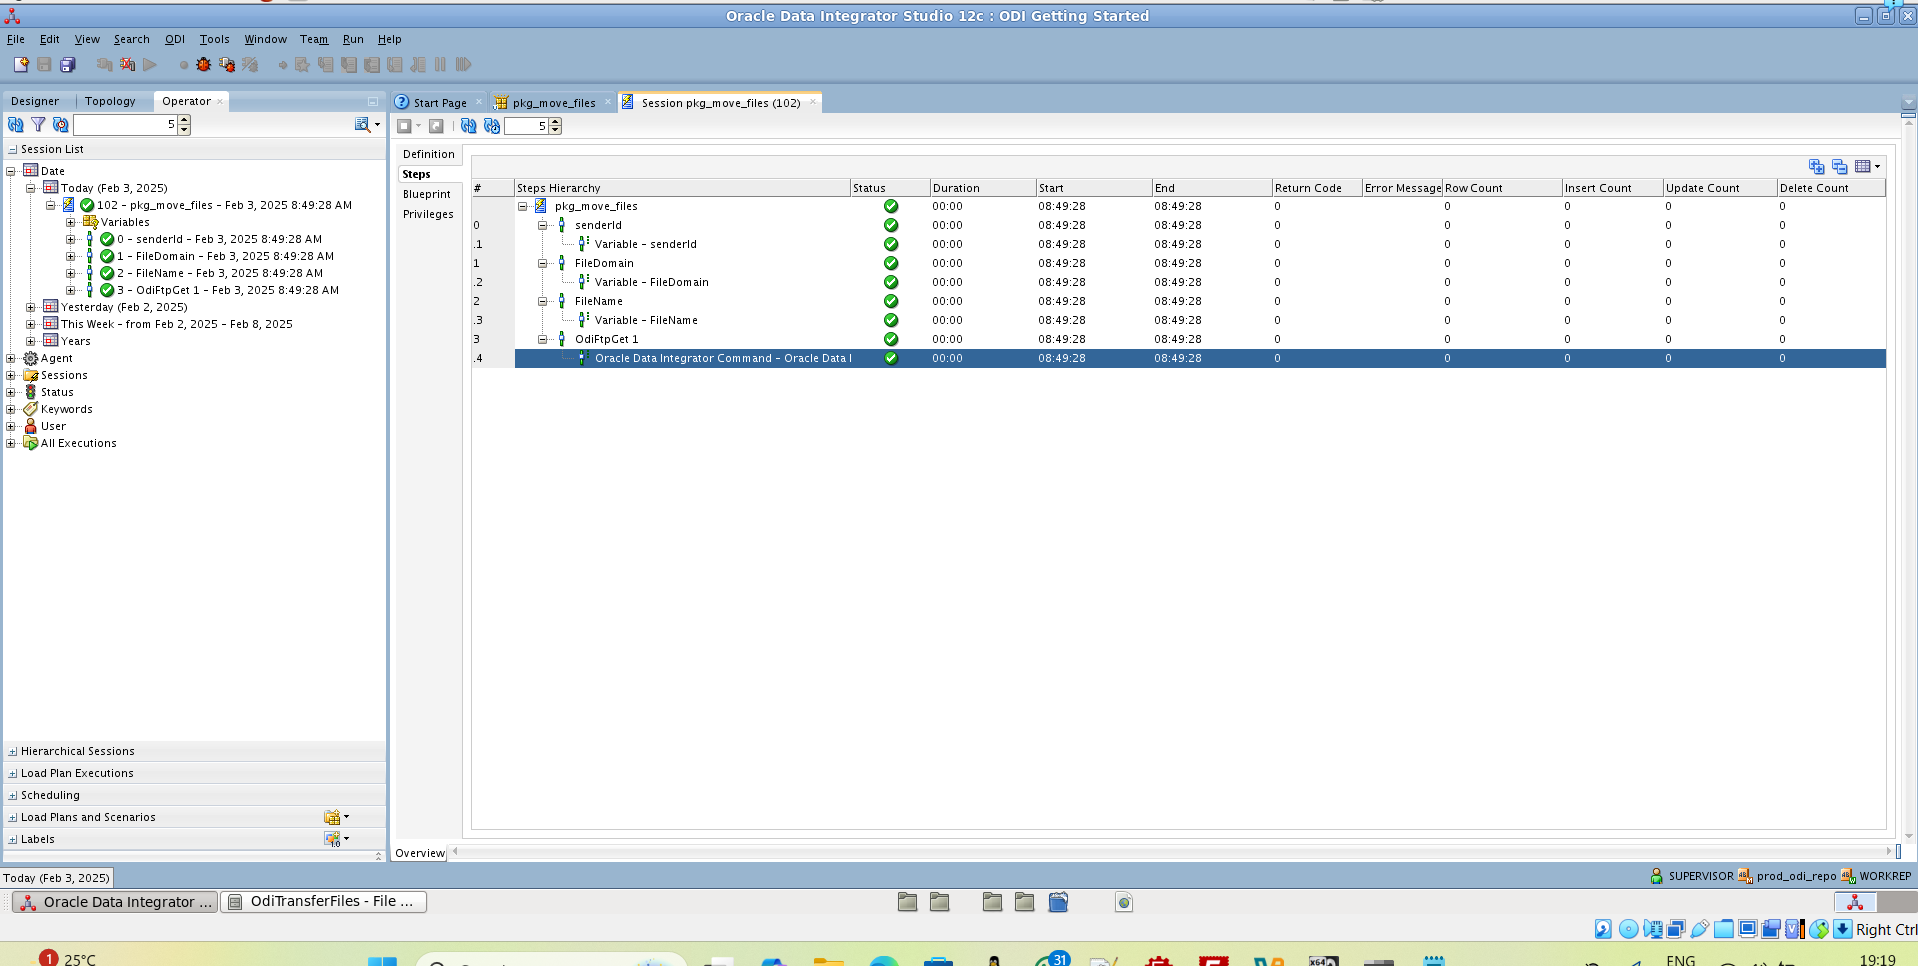 Oracle Data Integrator Studio 12c : ODI Getting Started
File Edit View Search ODI Tools Window Team Run Help
Designer Topology Operator
5
Session List
Date
Today (Feb 3, 2025)
102 - pkg_move_files - Feb 3, 2025 8:49:28 AM
Variables
0 - senderId - Feb 3, 2025 8:49:28 AM
1 - FileDomain - Feb 3, 2025 8:49:28 AM
2 - FileName - Feb 3, 2025 8:49:28 AM
3 - OdiFtpGet 1 - Feb 3, 2025 8:49:28 AM
Yesterday (Feb 2, 2025)
This Week - from Feb 2, 2025 - Feb 8, 2025
Years
Agent
Sessions
Status
Keywords
User
All Executions
Hierarchical Sessions
Load Plan Executions
Scheduling
Load Plans and Scenarios
Labels
Start Page pkg_move_files Session pkg_move_files (102)
5
Definition
Steps
Blueprint
Privileges
# Steps Hierarchy Status Duration Start End Return Code Error Message Row Count Insert Count Update Count Delete Count
pkg_move_files 00:00 08:49:28 08:49:28 0 0 0 0 0
0 senderId 00:00 08:49:28 08:49:28 0 0 0 0 0
.1 Variable - senderId 00:00 08:49:28 08:49:28 0 0 0 0 0
1 FileDomain 00:00 08:49:28 08:49:28 0 0 0 0 0
.2 Variable - FileDomain 00:00 08:49:28 08:49:28 0 0 0 0 0
2 FileName 00:00 08:49:28 08:49:28 0 0 0 0 0
.3 Variable - FileName 00:00 08:49:28 08:49:28 0 0 0 0 0
3 OdiFtpGet 1 00:00 08:49:28 08:49:28 0 0 0 0 0
.4 Oracle Data Integrator Command - Oracle Data I 00:00 08:49:28 08:49:28 0 0 0 0 0
Overview
Today (Feb 3, 2025) SUPERVISOR prod_odi_repo WORKREP
Oracle Data Integrator ... OdiTransferFiles - File ...
Right Ctrl
1 25°C 31 x64 ENG 19:19